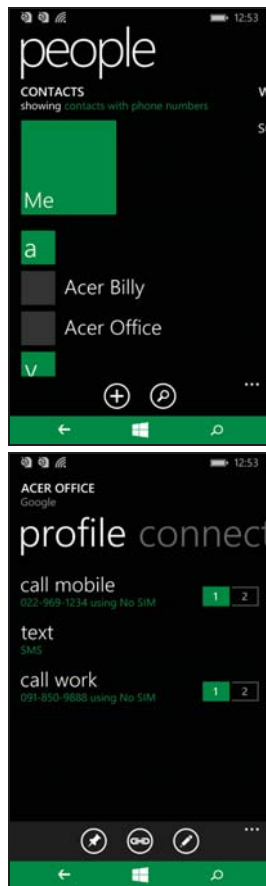 12:53
people
CONTACTS
showing contacts with phone numbers
W
S
Me
a
Acer Billy
Acer Office
v
...
12:53
ACER OFFICE
Google
profile connect
call mobile
022-969-1234 using No SIM
1 2
text
SMS
call work
091-850-9888 using No SIM
1 2
...